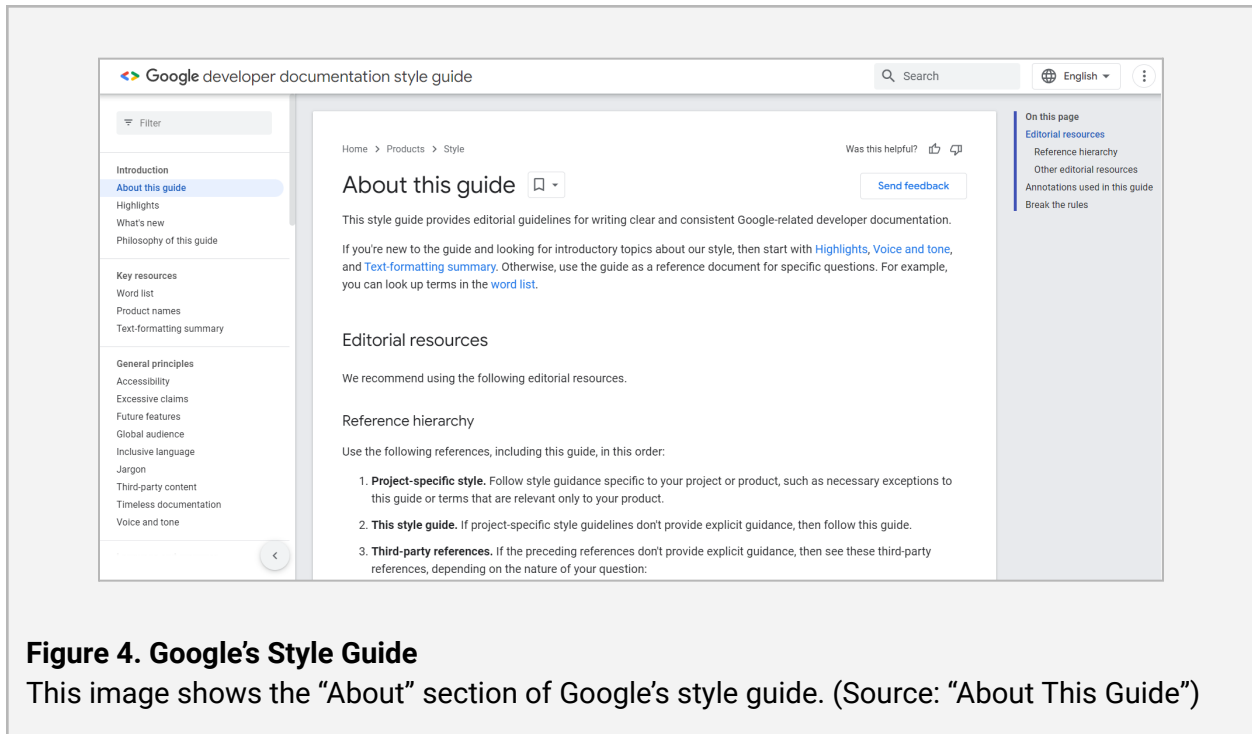 Google developer documentation style guide
Search
English
Filter
Introduction
About this guide
Highlights
What's new
Philosophy of this guide
Key resources
Word list
Product names
Text-formatting summary
General principles
Accessibility
Excessive claims
Future features
Global audience
Inclusive language
Jargon
Third-party content
Timeless documentation
Voice and tone
Home > Products > Style
Was this helpful?
About this guide
Send feedback
This style guide provides editorial guidelines for writing clear and consistent Google-related developer documentation.
If you're new to the guide and looking for introductory topics about our style, then start with Highlights, Voice and tone,
and Text-formatting summary. Otherwise, use the guide as a reference document for specific questions. For example,
you can look up terms in the word list.
Editorial resources
We recommend using the following editorial resources.
Reference hierarchy
Use the following references, including this guide, in this order:
1. Project-specific style. Follow style guidance specific to your project or product, such as necessary exceptions to
this guide or terms that are relevant only to your product.
2. This style guide. If project-specific style guidelines don't provide explicit guidance, then follow this guide.
3. Third-party references. If the preceding references don't provide explicit guidance, then see these third-party
references, depending on the nature of your question:
On this page
Editorial resources
Reference hierarchy
Other editorial resources
Annotations used in this guide
Break the rules
Figure 4. Google’s Style Guide
This image shows the “About” section of Google’s style guide. (Source: “About This Guide”)